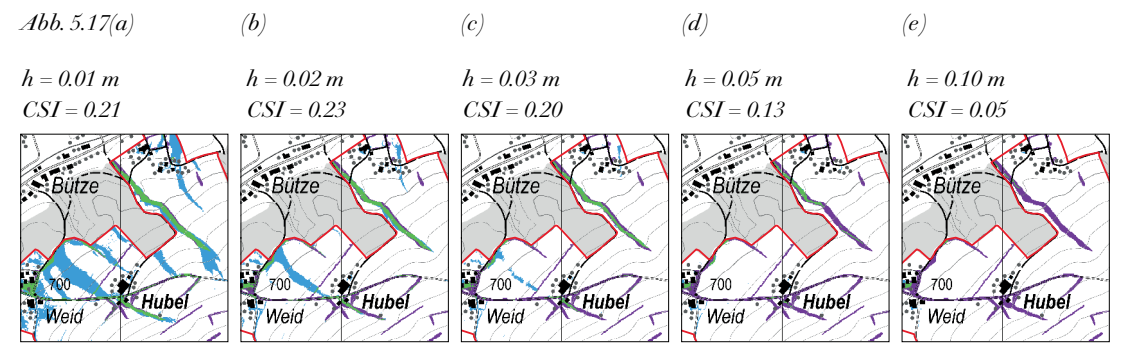 Abb. 5.17(a) (b) (c) (d) (e)
h = 0.01 m h = 0.02 m h = 0.03 m h = 0.05 m h = 0.10 m
CSI = 0.21 CSI = 0.23 CSI = 0.20 CSI = 0.13 CSI = 0.05
Bütze Bütze Bütze Bütze Bütze
700 700 700 700 700
Hubel Hubel Hubel Hubel Hubel
Weid Weid Weid Weid Weid